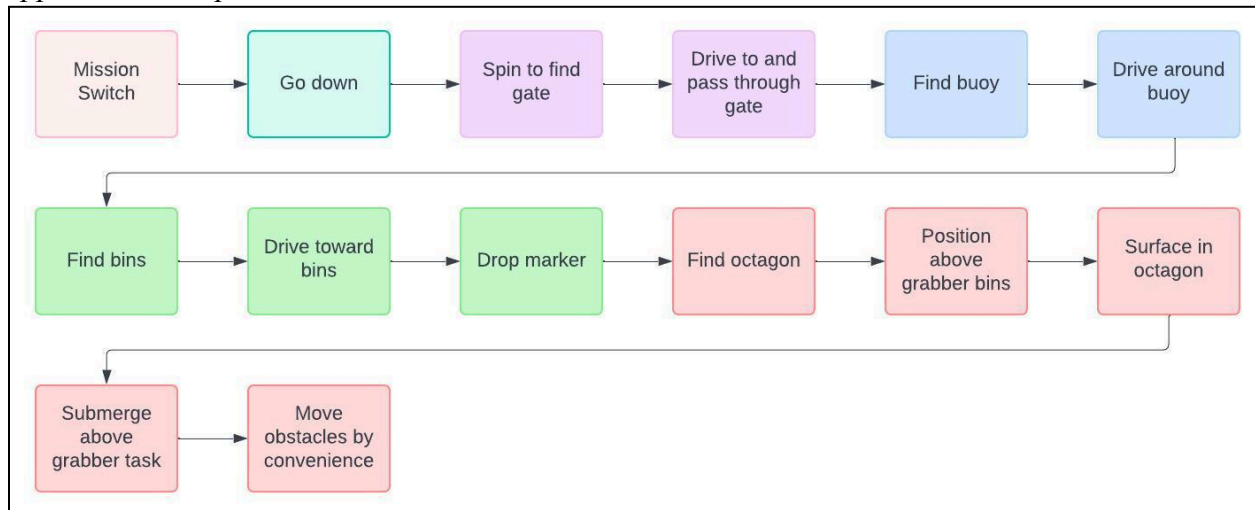 Mission
Switch
Go down
Spin to find
gate
Drive to and
pass through
gate
Find buoy
Drive around
buoy
Find bins
Drive toward
bins
Drop marker
Find octagon
Position
above
grabber bins
Surface in
octagon
Submerge
above
grabber task
Move
obstacles by
convenience